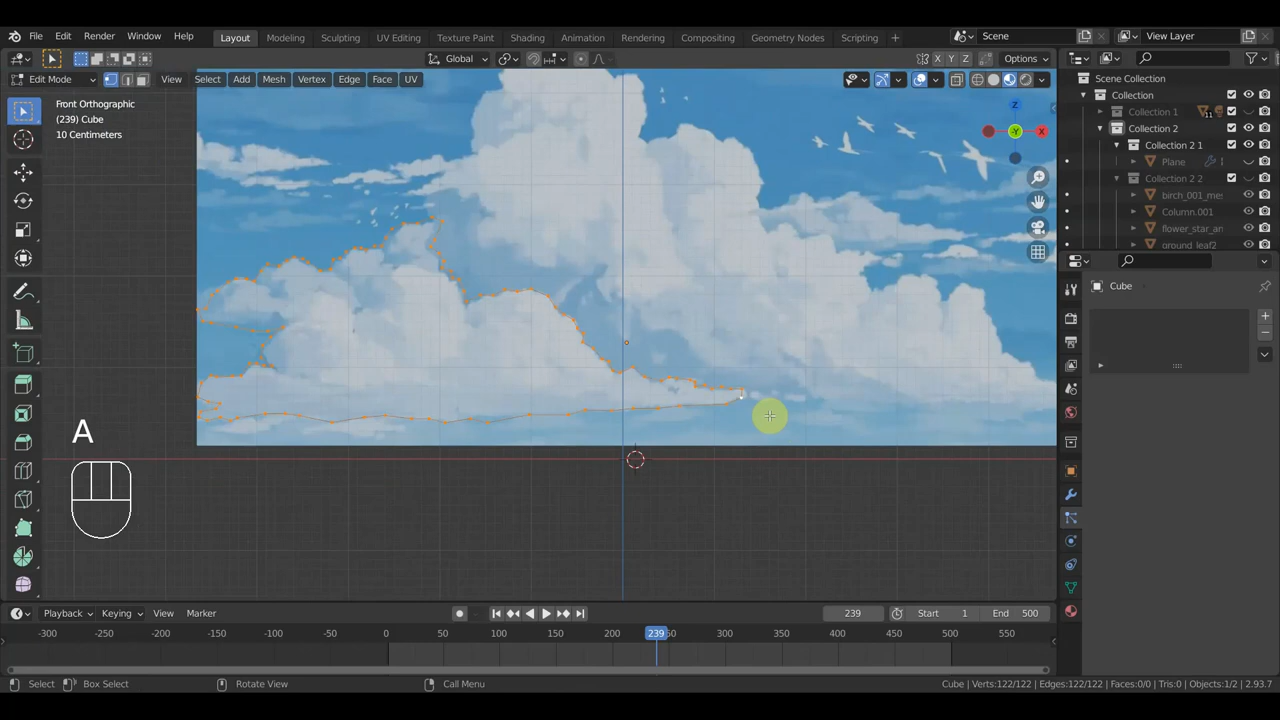 File Edit Render Window Help
Layout Modeling Sculpting UV Editing Texture Paint Shading Animation Rendering Compositing Geometry Nodes Scripting +
Scene View Layer
Global X Y Z Options
Edit Mode View Select Add Mesh Vertex Edge Face UV
Front Orthographic
(239) Cube
10 Centimeters
Z
-Y
X
Scene Collection
Collection
Collection 1 11
Collection 2
Collection 2 1
Plane
Collection 2 2
birch_001_mes
Column.001
flower_star_an
ground_leaf2
Cube
A
Playback Keying View Marker 239 Start 1 End 500
-300 -250 -200 -150 -100 -50 0 50 100 150 200 239 300 350 400 450 500 550
Select Box Select Rotate View Call Menu Cube | Verts:122/122 | Edges:122/122 | Faces:0/0 | Tris:0 | Objects:1/2 | 2.93.7